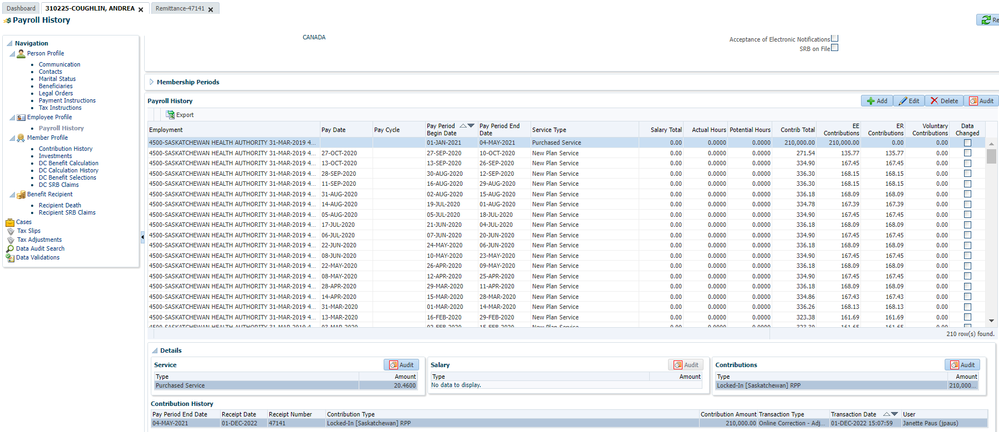 Dashboard 310225-COUGHLIN, ANDREA Remittance-47141
Payroll History
Re
Navigation
Person Profile
Communication
Contacts
Marital Status
Beneficiaries
Legal Orders
Payment Instructions
Tax Instructions
Employee Profile
Payroll History
Member Profile
Contribution History
Investments
DC Benefit Calculation
DC Calculation History
DC Benefit Selections
DC SRB Claims
Benefit Recipient
Recipient Death
Recipient SRB Claims
Cases
Tax Slips
Tax Adjustments
Data Audit Search
Data Validations
CANADA
Acceptance of Electronic Notifications
SRB on File
Membership Periods
Payroll History Add Edit Delete Audit
Export
Employment Pay Date Pay Cycle Pay Period Begin Date Pay Period End Date Service Type Salary Total Actual Hours Potential Hours Contrib Total EE Contributions ER Contributions Voluntary Contributions Data Changed
4500-SASKATCHEWAN HEALTH AUTHORITY 31-MAR-2019 4... 01-JAN-2021 04-MAY-2021 Purchased Service 0.00 0.0000 0.0000 210,000.00 210,000.00 0.00 0.00
4500-SASKATCHEWAN HEALTH AUTHORITY 31-MAR-2019 4... 27-OCT-2020 27-SEP-2020 10-OCT-2020 New Plan Service 0.00 0.0000 0.0000 271.54 135.77 135.77 0.00
4500-SASKATCHEWAN HEALTH AUTHORITY 31-MAR-2019 4... 13-OCT-2020 13-SEP-2020 26-SEP-2020 New Plan Service 0.00 0.0000 0.0000 334.90 167.45 167.45 0.00
4500-SASKATCHEWAN HEALTH AUTHORITY 31-MAR-2019 4... 28-SEP-2020 30-AUG-2020 12-SEP-2020 New Plan Service 0.00 0.0000 0.0000 336.30 168.15 168.15 0.00
4500-SASKATCHEWAN HEALTH AUTHORITY 31-MAR-2019 4... 11-SEP-2020 16-AUG-2020 29-AUG-2020 New Plan Service 0.00 0.0000 0.0000 336.30 168.15 168.15 0.00
4500-SASKATCHEWAN HEALTH AUTHORITY 31-MAR-2019 4... 31-AUG-2020 02-AUG-2020 15-AUG-2020 New Plan Service 0.00 0.0000 0.0000 336.18 168.09 168.09 0.00
4500-SASKATCHEWAN HEALTH AUTHORITY 31-MAR-2019 4... 14-AUG-2020 19-JUL-2020 01-AUG-2020 New Plan Service 0.00 0.0000 0.0000 334.78 167.39 167.39 0.00
4500-SASKATCHEWAN HEALTH AUTHORITY 31-MAR-2019 4... 05-AUG-2020 05-JUL-2020 18-JUL-2020 New Plan Service 0.00 0.0000 0.0000 334.90 167.45 167.45 0.00
4500-SASKATCHEWAN HEALTH AUTHORITY 31-MAR-2019 4... 17-JUL-2020 21-JUN-2020 04-JUL-2020 New Plan Service 0.00 0.0000 0.0000 336.18 168.09 168.09 0.00
4500-SASKATCHEWAN HEALTH AUTHORITY 31-MAR-2019 4... 06-JUL-2020 07-JUN-2020 20-JUN-2020 New Plan Service 0.00 0.0000 0.0000 334.90 167.45 167.45 0.00
4500-SASKATCHEWAN HEALTH AUTHORITY 31-MAR-2019 4... 22-JUN-2020 24-MAY-2020 06-JUN-2020 New Plan Service 0.00 0.0000 0.0000 336.18 168.09 168.09 0.00
4500-SASKATCHEWAN HEALTH AUTHORITY 31-MAR-2019 4... 08-JUN-2020 10-MAY-2020 23-MAY-2020 New Plan Service 0.00 0.0000 0.0000 334.90 167.45 167.45 0.00
4500-SASKATCHEWAN HEALTH AUTHORITY 31-MAR-2019 4... 22-MAY-2020 26-APR-2020 09-MAY-2020 New Plan Service 0.00 0.0000 0.0000 336.18 168.09 168.09 0.00
4500-SASKATCHEWAN HEALTH AUTHORITY 31-MAR-2019 4... 08-MAY-2020 12-APR-2020 25-APR-2020 New Plan Service 0.00 0.0000 0.0000 334.90 167.45 167.45 0.00
4500-SASKATCHEWAN HEALTH AUTHORITY 31-MAR-2019 4... 28-APR-2020 29-MAR-2020 11-APR-2020 New Plan Service 0.00 0.0000 0.0000 336.18 168.09 168.09 0.00
4500-SASKATCHEWAN HEALTH AUTHORITY 31-MAR-2019 4... 14-APR-2020 15-MAR-2020 28-MAR-2020 New Plan Service 0.00 0.0000 0.0000 334.86 167.43 167.43 0.00
4500-SASKATCHEWAN HEALTH AUTHORITY 31-MAR-2019 4... 31-MAR-2020 01-MAR-2020 14-MAR-2020 New Plan Service 0.00 0.0000 0.0000 336.26 168.13 168.13 0.00
4500-SASKATCHEWAN HEALTH AUTHORITY 31-MAR-2019 4... 13-MAR-2020 16-FEB-2020 29-FEB-2020 New Plan Service 0.00 0.0000 0.0000 323.38 161.69 161.69 0.00
4500-SASKATCHEWAN HEALTH AUTHORITY 31-MAR-2019 4... 03-MAR-2020 02-FEB-2020 15-FEB-2020 New Plan Service 0.00 0.0000 0.0000 323.30 161.65 161.65 0.00
210 row(s) found.
Details
Service Audit
Type Amount
Purchased Service 20.4600
Salary Audit
Type Amount
No data to display.
Contributions Audit
Type Amount
Locked-In [Saskatchewan] RPP 210,000...
Contribution History
Pay Period End Date Receipt Date Receipt Number Contribution Type Contribution Amount Transaction Type Transaction Date User
04-MAY-2021 01-DEC-2022 47141 Locked-In [Saskatchewan] RPP 210,000.00 Online Correction - Adj... 01-DEC-2022 15:07:59 Janette Paus (jpaus)